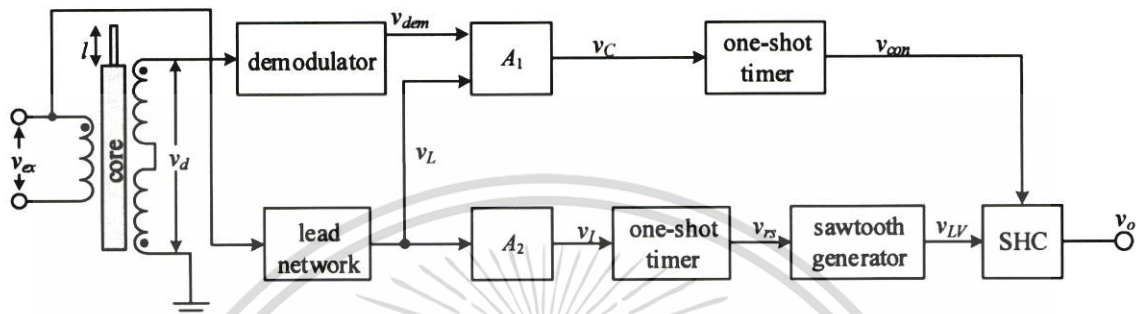 l
v_ex
core
v_d
demodulator
v_dem
A_1
v_C
one-shot
timer
v_con
v_L
lead
network
A_2
v_I
one-shot
timer
v_rs
sawtooth
generator
v_LV
SHC
v_o